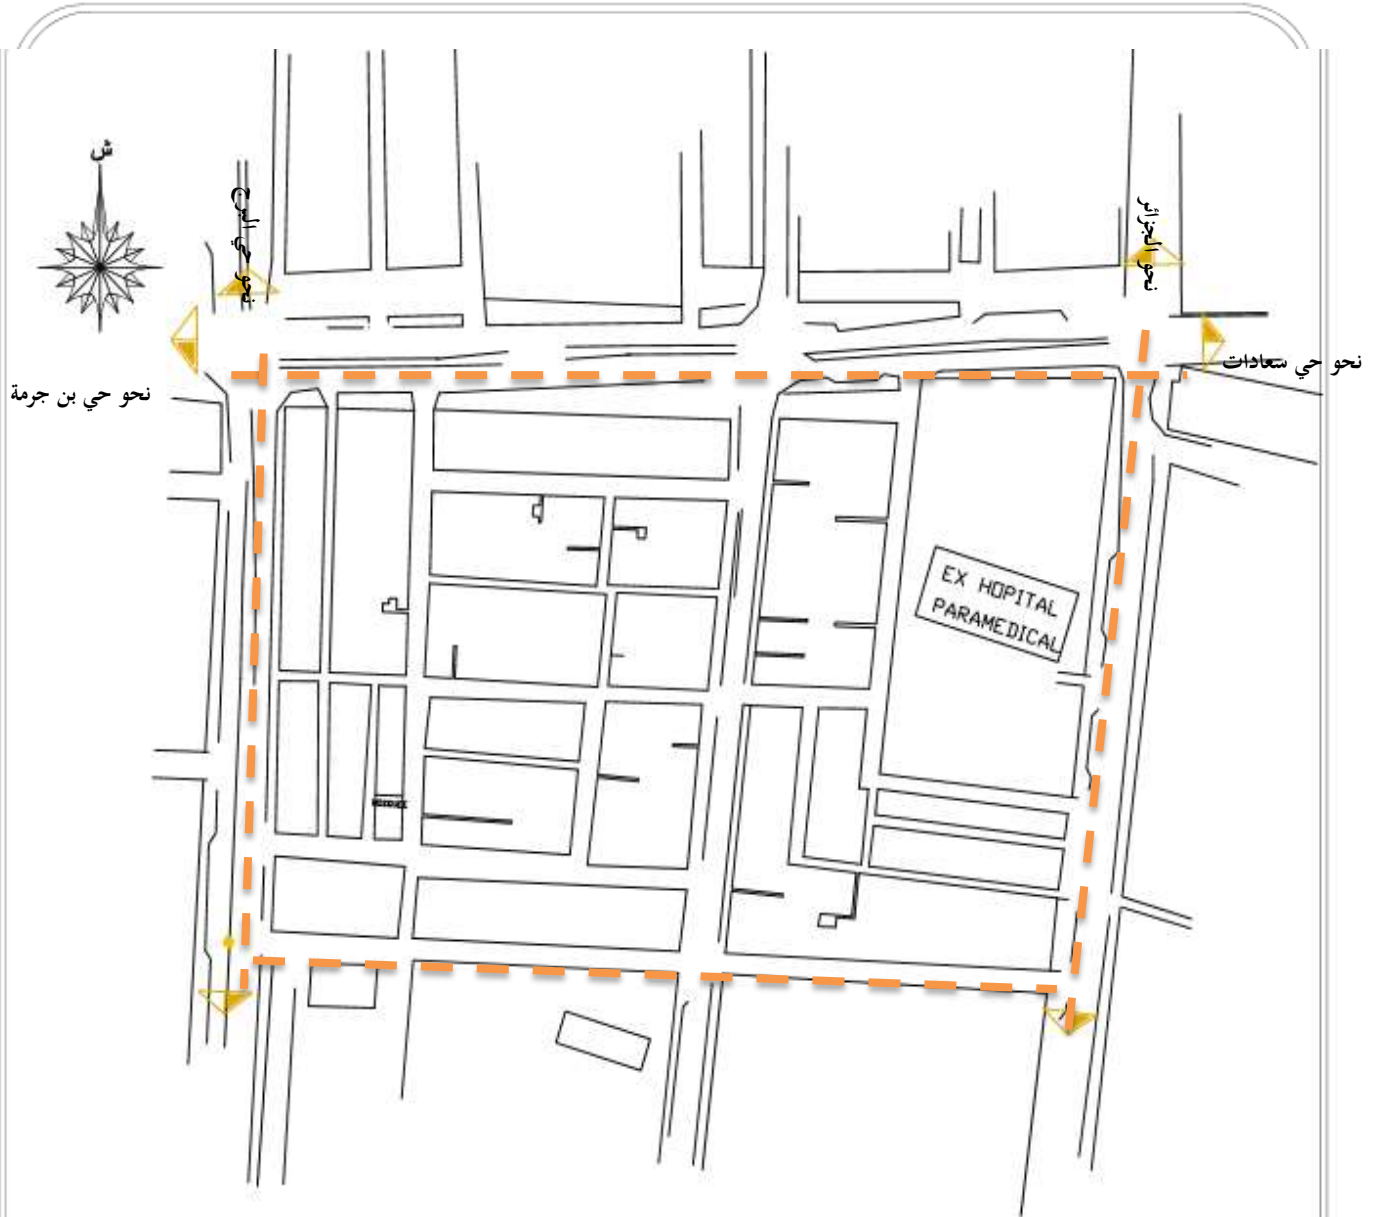 ش
نحو حي البرج
نحو الجزائر
نحو حي سعادات
نحو حي بن جرمة
EX HOPITAL
PARAMEDICAL